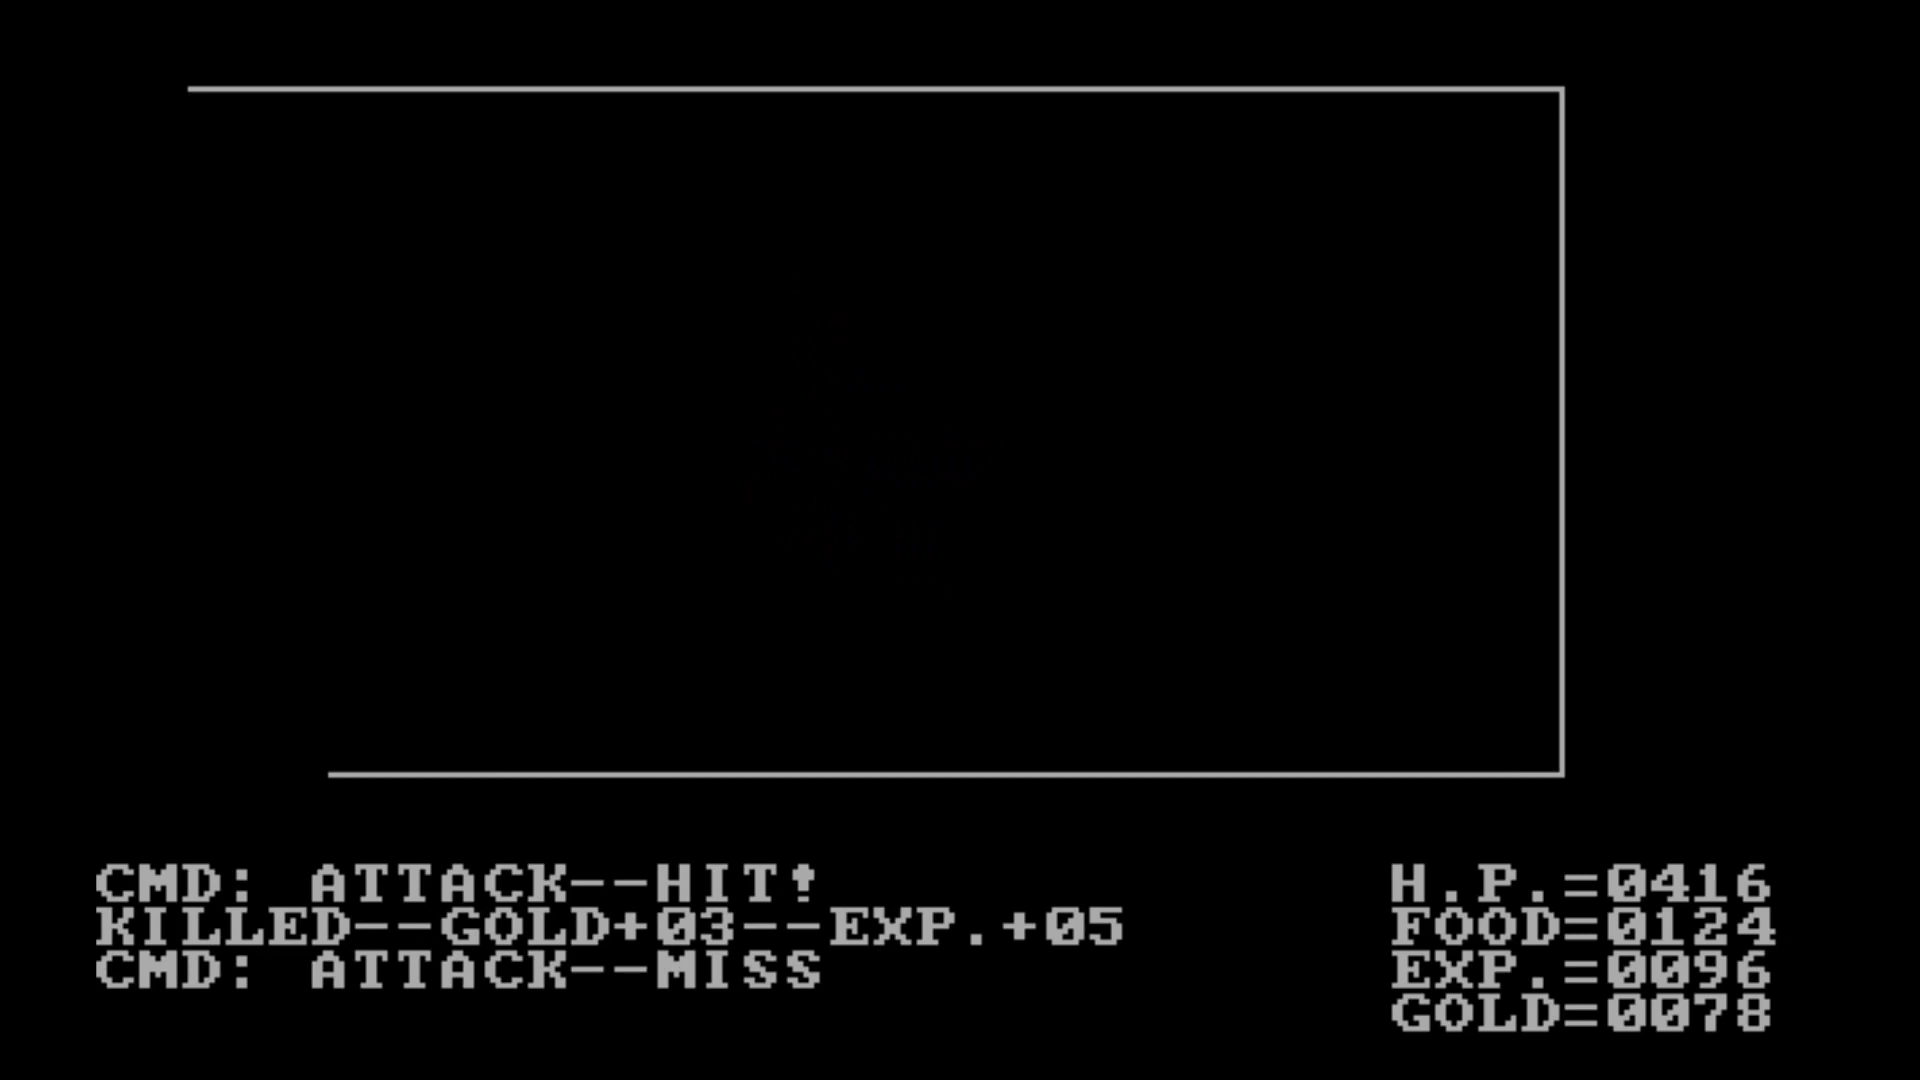 CMD: ATTACK--HIT!
KILLED--GOLD+03--EXP.+05
CMD: ATTACK--MISS
H.P.=0416
FOOD=0124
EXP.=0096
GOLD=0078